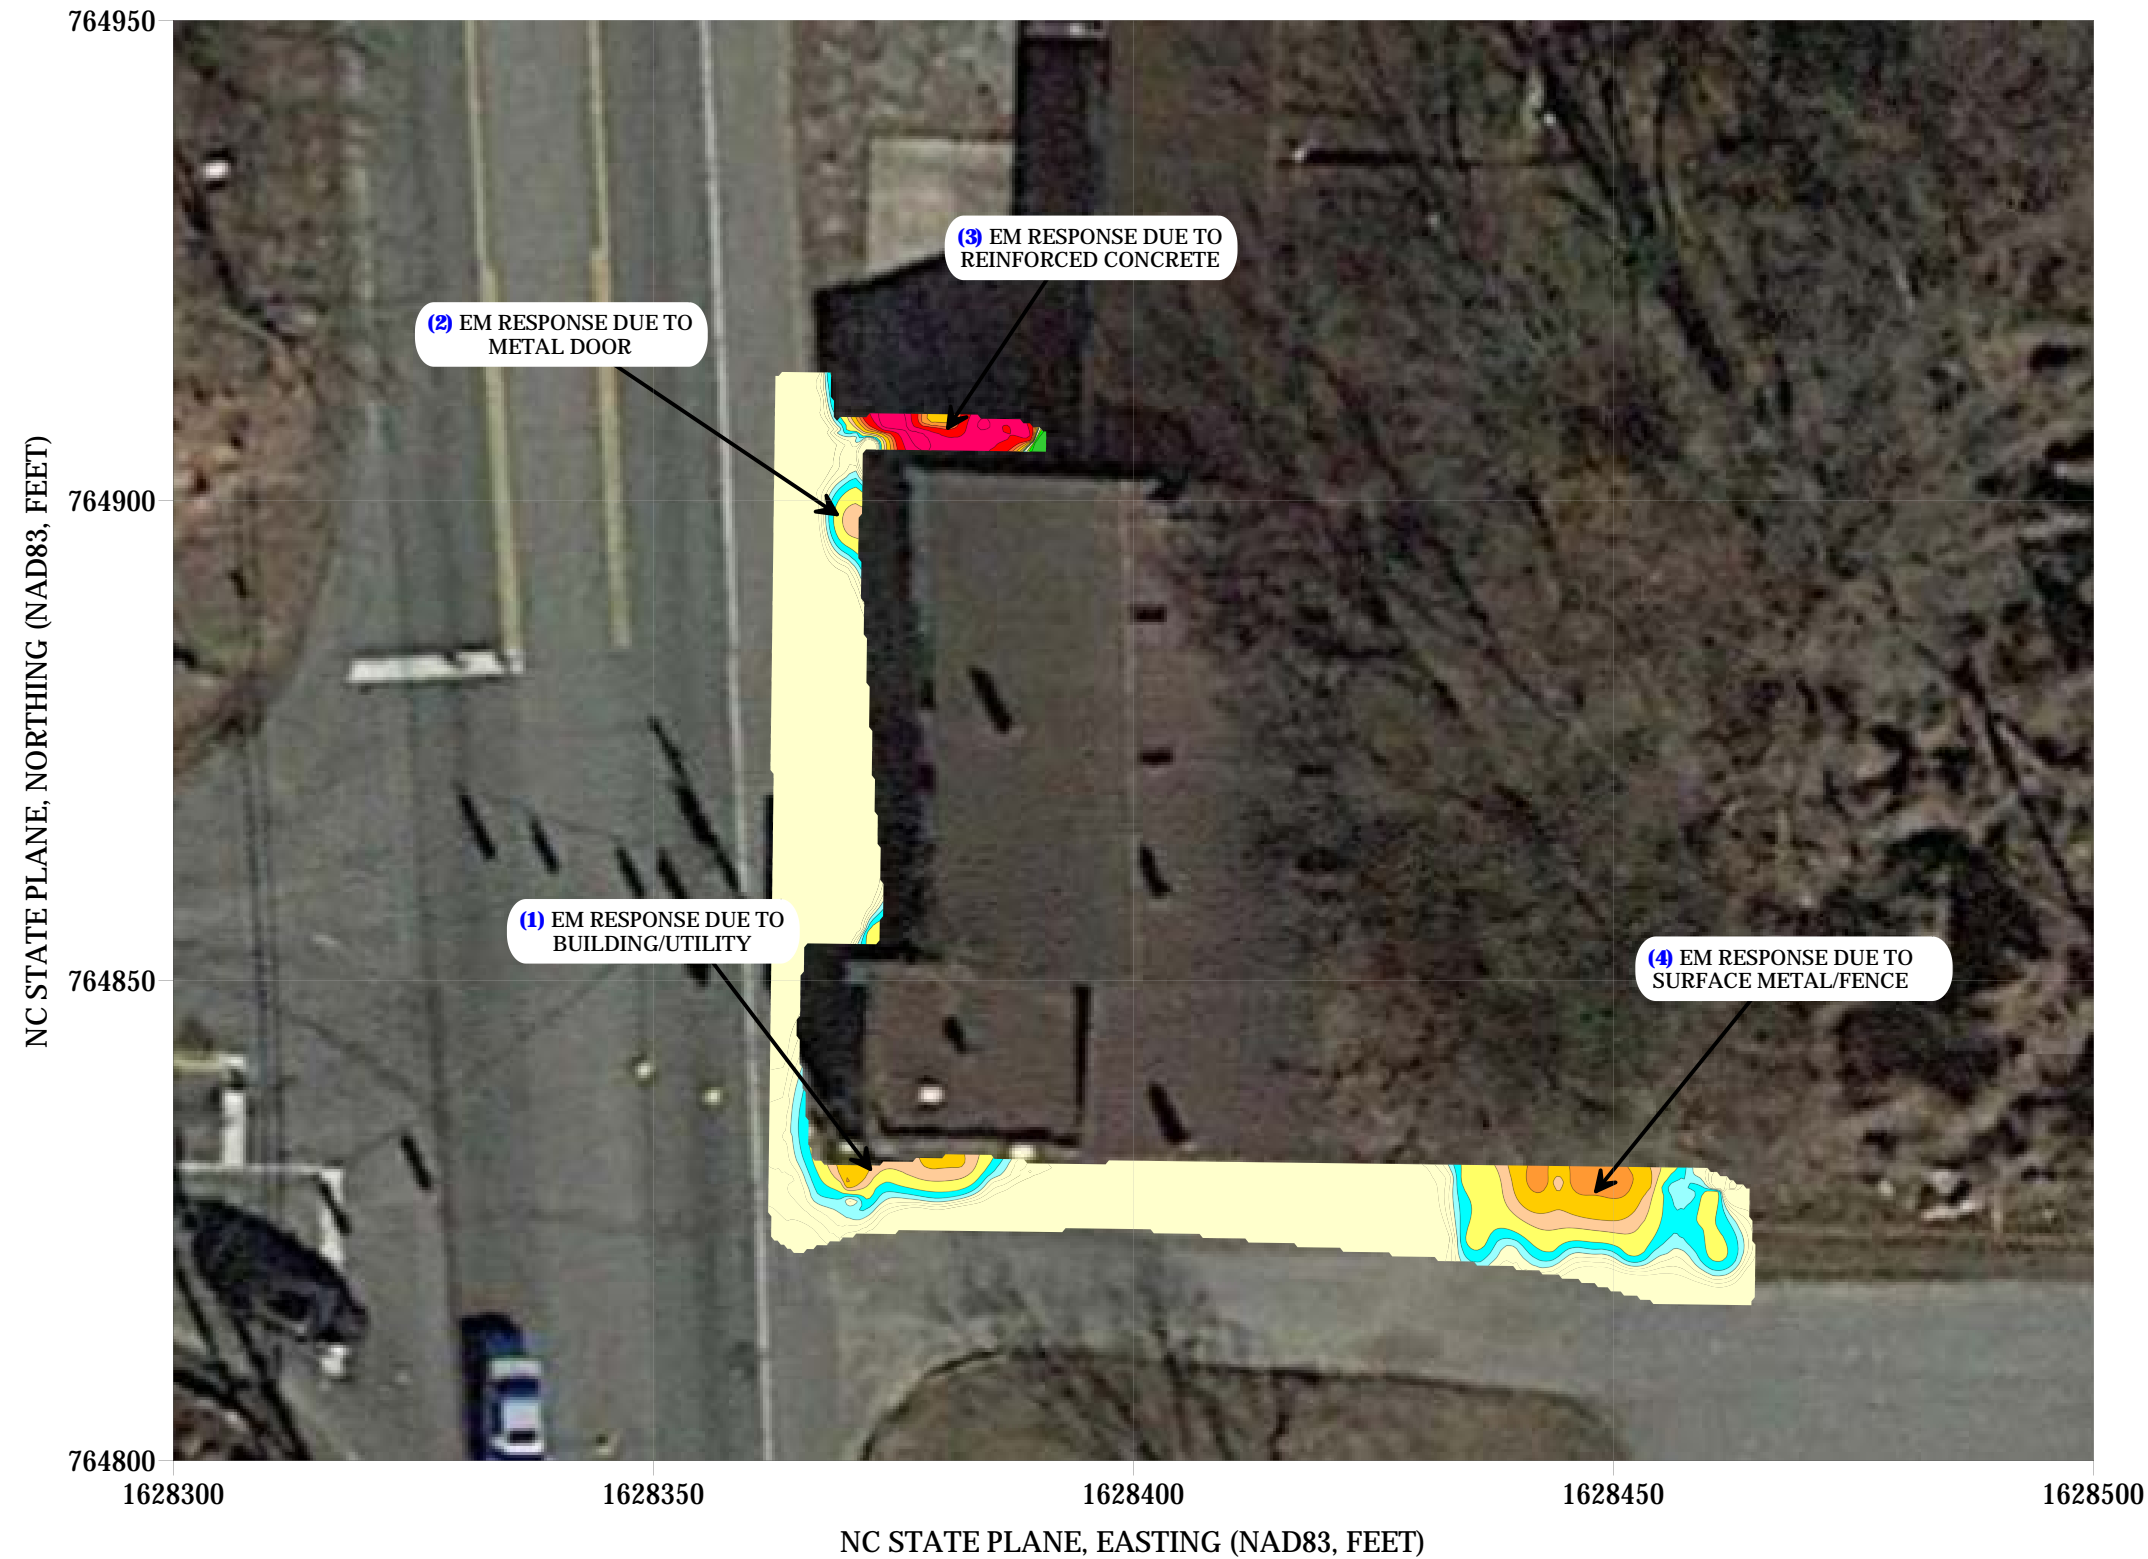 764950
764900
764850
764800
NC STATE PLANE, NORTHING (NAD83, FEET)
(3) EM RESPONSE DUE TO
REINFORCED CONCRETE
(2) EM RESPONSE DUE TO
METAL DOOR
(1) EM RESPONSE DUE TO
BUILDING/UTILITY
(4) EM RESPONSE DUE TO
SURFACE METAL/FENCE
1628300
1628350
1628400
1628450
1628500
NC STATE PLANE, EASTING (NAD83, FEET)